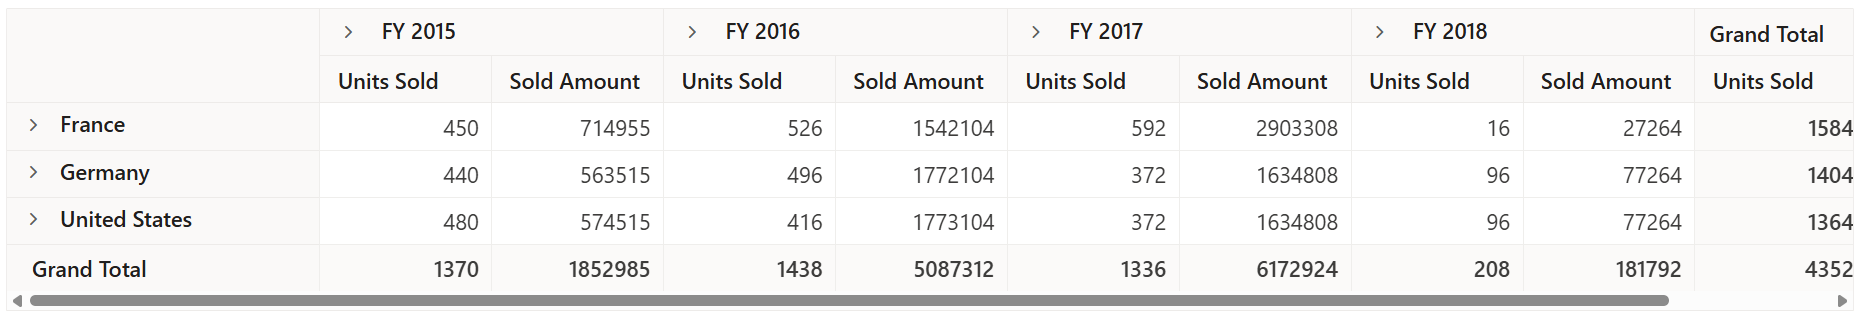 FY 2015 FY 2016 FY 2017 FY 2018 Grand Total
Units Sold Sold Amount Units Sold Sold Amount Units Sold Sold Amount Units Sold Sold Amount Units Sold
France 450 714955 526 1542104 592 2903308 16 27264 1584
Germany 440 563515 496 1772104 372 1634808 96 77264 1404
United States 480 574515 416 1773104 372 1634808 96 77264 1364
Grand Total 1370 1852985 1438 5087312 1336 6172924 208 181792 4352